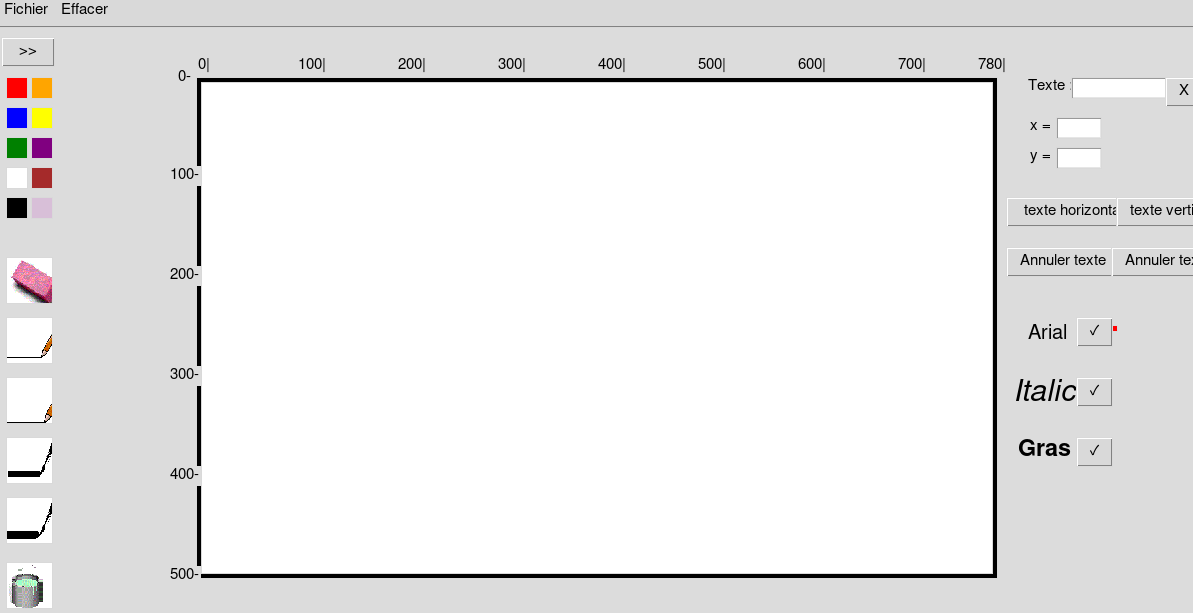 Fichier Effacer
>>
0| 100| 200| 300| 400| 500| 600| 700| 780|
0-
100-
200-
300-
400-
500-
Texte : X
x =
y =
texte horizonta texte verti
Annuler texte Annuler tex
Arial ✓
Italic ✓
Gras ✓